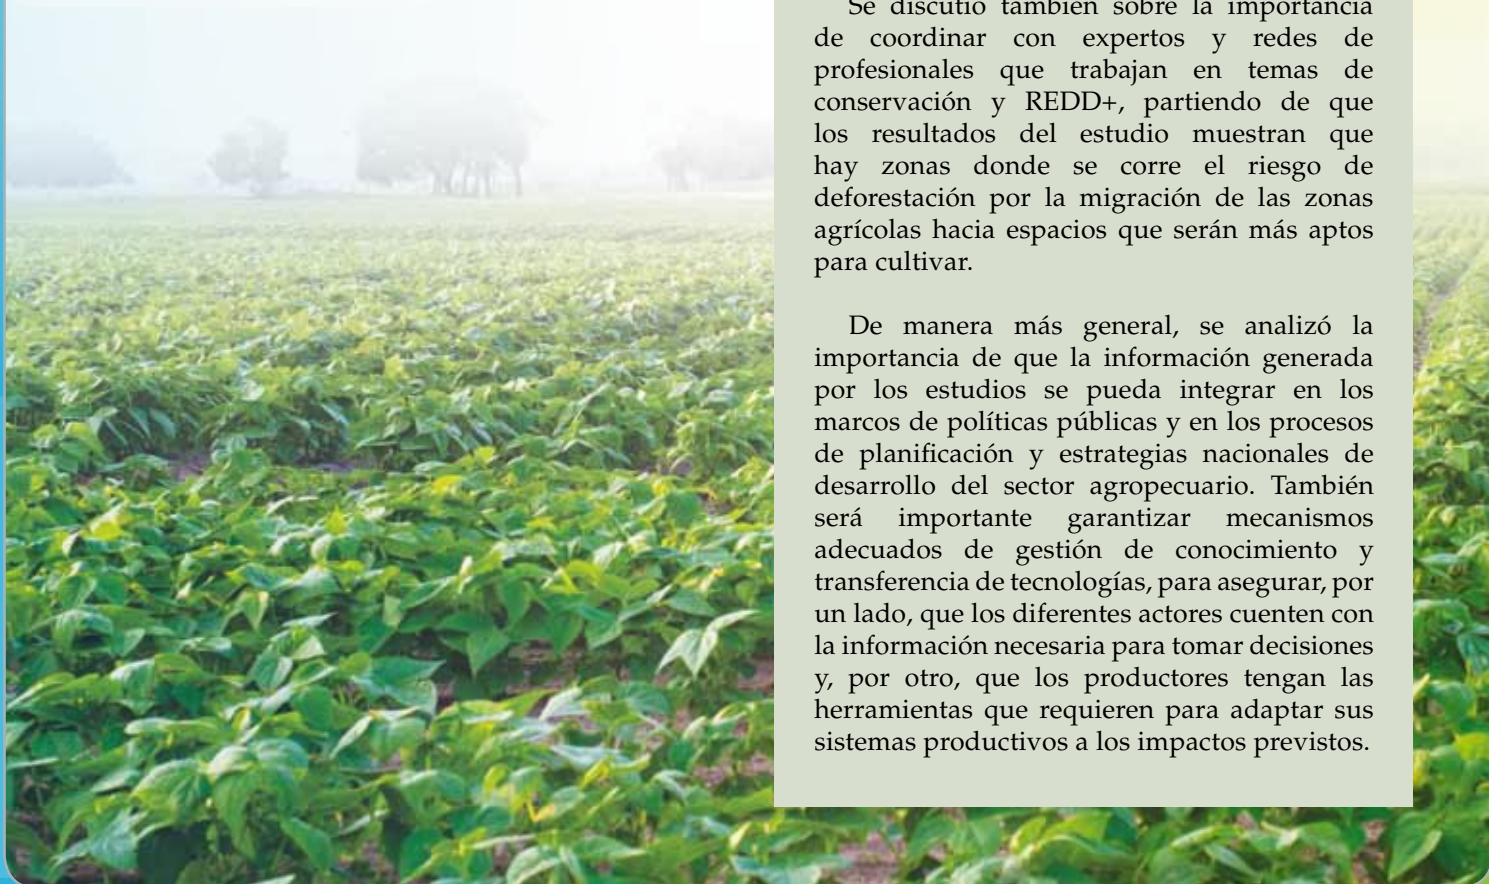 Se discutió también sobre la importancia
de coordinar con expertos y redes de
profesionales que trabajan en temas de
conservación y REDD+, partiendo de que
los resultados del estudio muestran que
hay zonas donde se corre el riesgo de
deforestación por la migración de las zonas
agrícolas hacia espacios que serán más aptos
para cultivar.
De manera más general, se analizó la
importancia de que la información generada
por los estudios se pueda integrar en los
marcos de políticas públicas y en los procesos
de planificación y estrategias nacionales de
desarrollo del sector agropecuario. También
será importante garantizar mecanismos
adecuados de gestión de conocimiento y
transferencia de tecnologías, para asegurar, por
un lado, que los diferentes actores cuenten con
la información necesaria para tomar decisiones
y, por otro, que los productores tengan las
herramientas que requieren para adaptar sus
sistemas productivos a los impactos previstos.